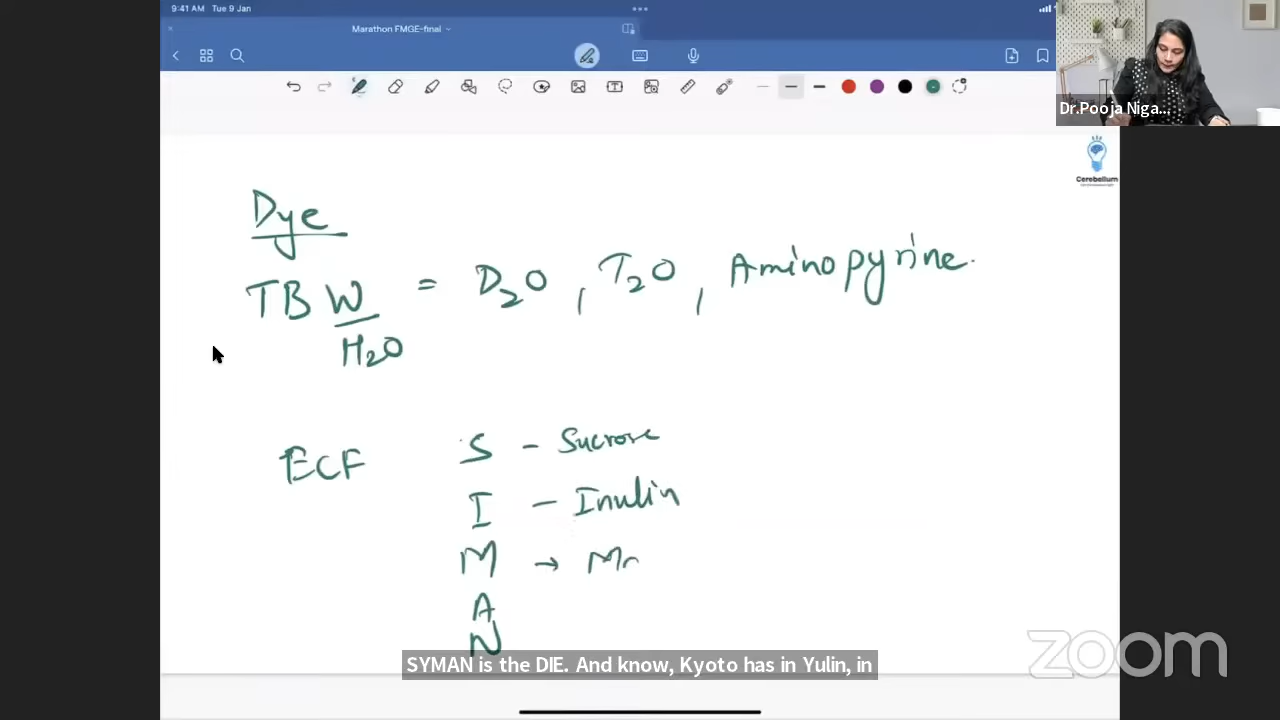 9:41 AM Tue 9 Jan
Marathon FMGE-final
Dr.Pooja Niga...
Cerebellum
Dye
TBW = D₂O, T₂O, Aminopyrine.
H₂O
ECF
S - Sucrose
I - Inulin
M →
A
N
SYMAN is the DIE. And know, Kyoto has in Yulin, in
zoom